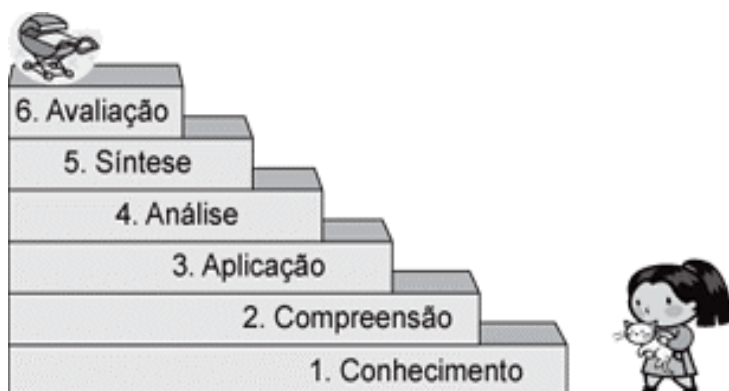 6. Avaliação
5. Síntese
4. Análise
3. Aplicação
2. Compreensão
1. Conhecimento